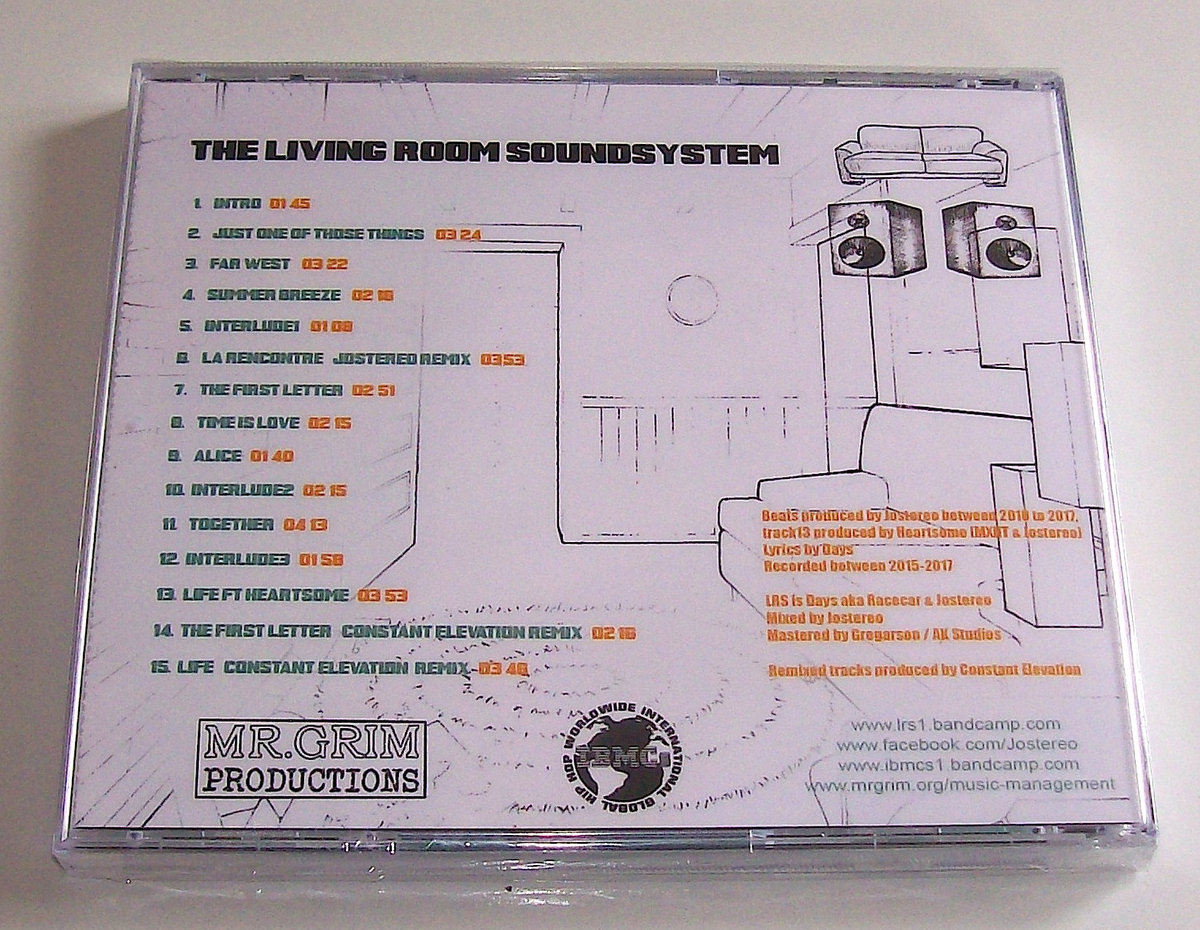 THE LIVING ROOM SOUNDSYSTEM
1. INTRO 01 45
2. JUST ONE OF THOSE THINGS 03 24
3. FAR WEST 03 22
4. SUMMER BREEZE 02 16
5. INTERLUDE1 01 08
6. LA RENCONTRE JOSTEREO REMIX 03 53
7. THE FIRST LETTER 02 51
8. TIME IS LOVE 02 15
9. ALICE 01 40
10. INTERLUDE2 02 15
11. TOGETHER 04 13
12. INTERLUDE3 01 58
13. LIFE FT HEARTSOME 03 53
14. THE FIRST LETTER CONSTANT ELEVATION REMIX 02 16
15. LIFE CONSTANT ELEVATION REMIX 03 46
Beats produced by Jostereo between 2010 to 2017,
track13 produced by Heartsome (& Jostereo)
Lyrics by Days
Recorded between 2015-2017
LRS is Days aka Racecar & Jostereo
Mixed by Jostereo
Mastered by Gregarson / AK Studios
Remixed tracks produced by Constant Elevation
MR.GRIM
PRODUCTIONS
WORLDWIDE INTERNATIONAL GLOBAL HIP HOP
IBMCs
www.lrs1.bandcamp.com
www.facebook.com/Jostereo
www.ibmcs1.bandcamp.com
www.mrgrim.org/music-management